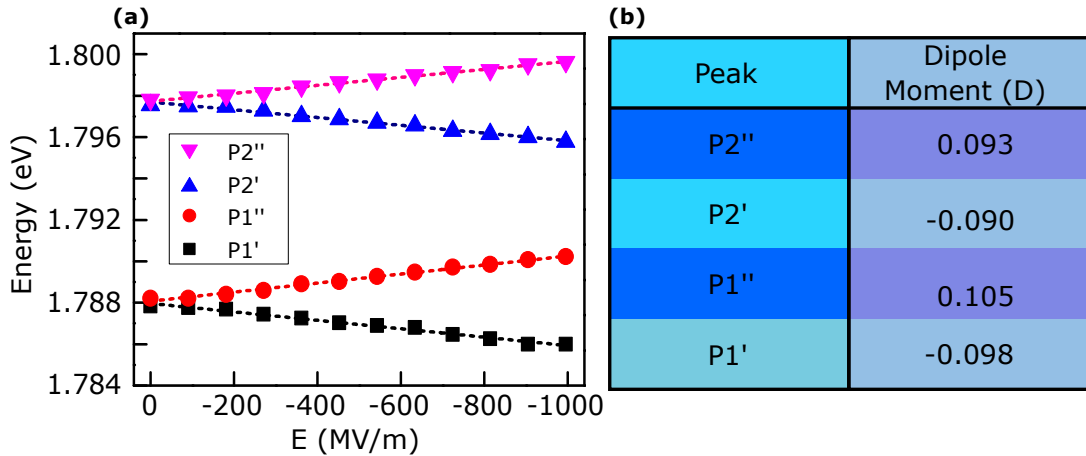 (a)
1.800
1.796
1.792
1.788
1.784
Energy (eV)
P2''
P2'
P1''
P1'
0 -200 -400 -600 -800 -1000
E (MV/m)
(b)
Peak
Dipole
Moment (D)
P2'' 0.093
P2' -0.090
P1'' 0.105
P1' -0.098